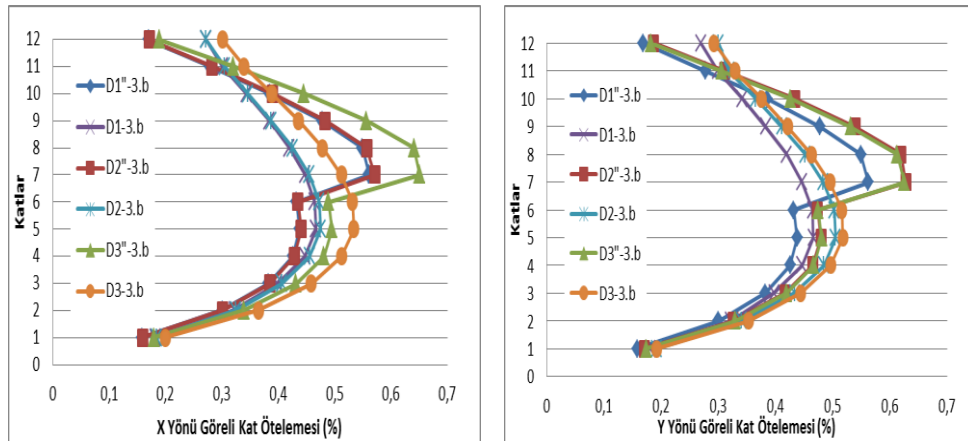 12
11
10
9
8
7
6
5
4
3
2
1
0
Katlar
D1"-3.b
D1-3.b
D2"-3.b
D2-3.b
D3"-3.b
D3-3.b
0 0,1 0,2 0,3 0,4 0,5 0,6 0,7
X Yönü Göreli Kat Ötelemesi (%)
12
11
10
9
8
7
6
5
4
3
2
1
0
Katlar
D1"-3.b
D1-3.b
D2"-3.b
D2-3.b
D3"-3.b
D3-3.b
0 0,1 0,2 0,3 0,4 0,5 0,6 0,7
Y Yönü Göreli Kat Ötelemesi (%)